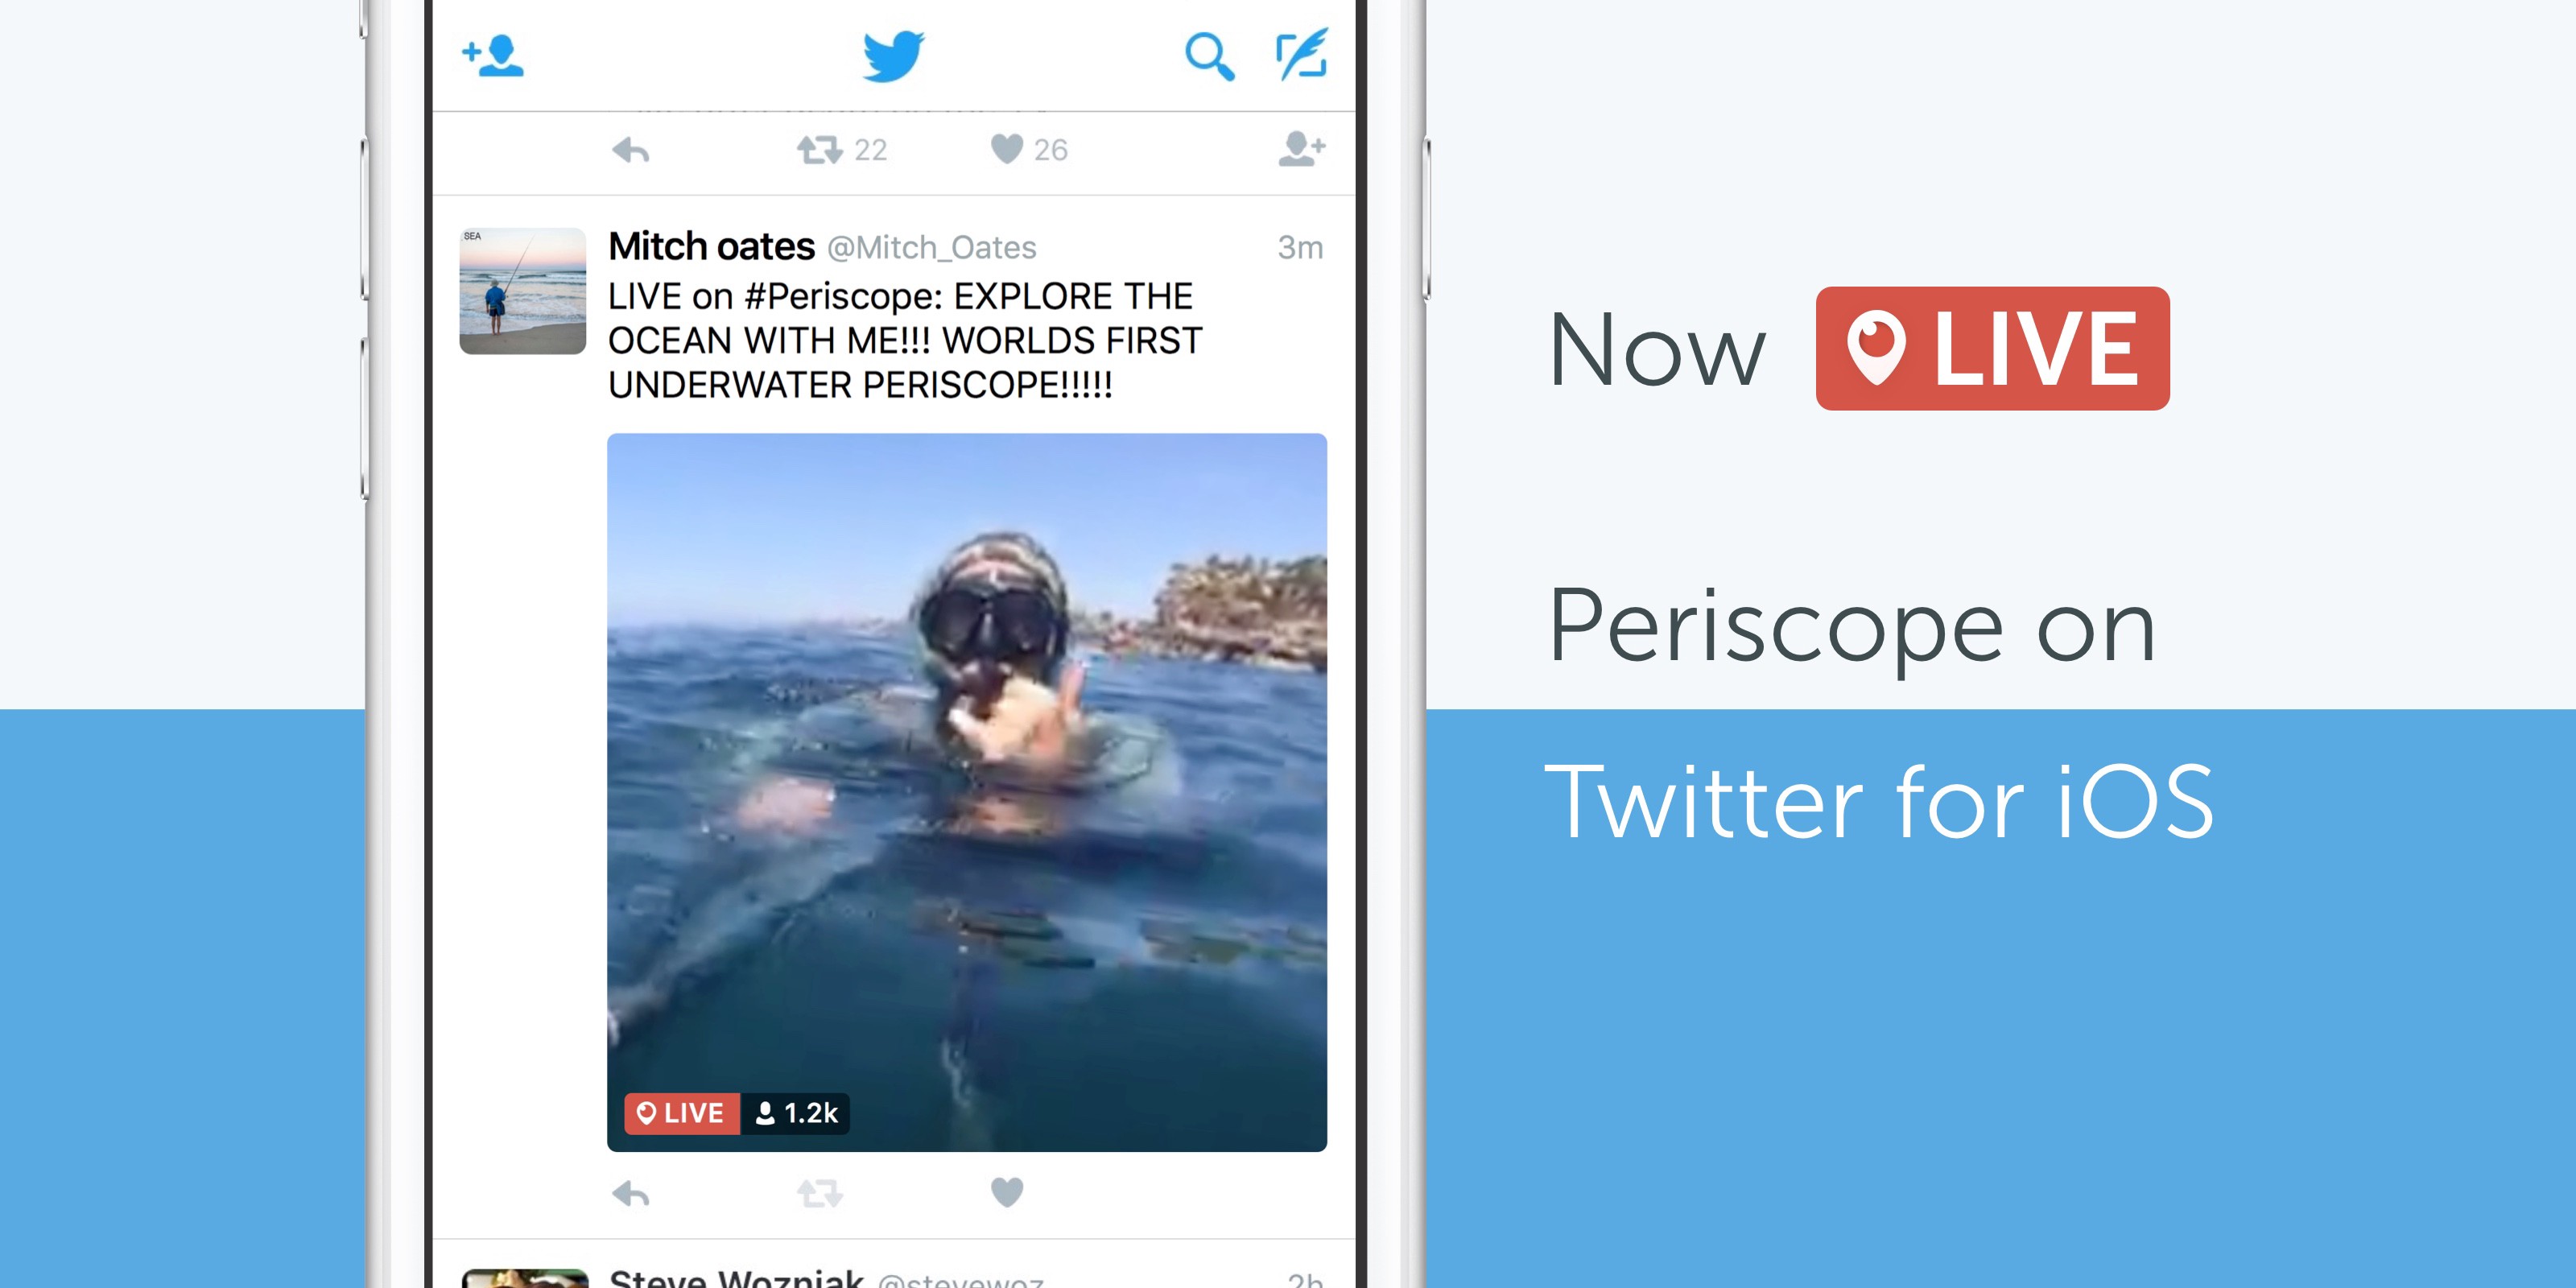 22
26
SEA
Mitch oates @Mitch_Oates 3m
LIVE on #Periscope: EXPLORE THE
OCEAN WITH ME!!! WORLDS FIRST
UNDERWATER PERISCOPE!!!!!
LIVE 1.2k
Steve Wozniak @stevewoz 2h
Now LIVE
Periscope on
Twitter for iOS